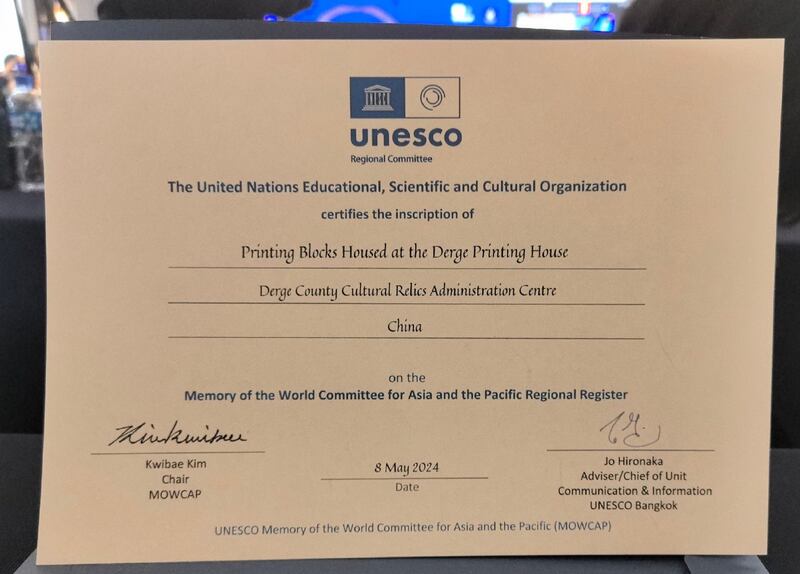 unesco
Regional Committee
The United Nations Educational, Scientific and Cultural Organization
certifies the inscription of
Printing Blocks Housed at the Derge Printing House
Derge County Cultural Relics Administration Centre
China
on the
Memory of the World Committee for Asia and the Pacific Regional Register
Kwibae Kim
Chair
MOWCAP
8 May 2024
Date
Jo Hironaka
Adviser/Chief of Unit
Communication & Information
UNESCO Bangkok
UNESCO Memory of the World Committee for Asia and the Pacific (MOWCAP)